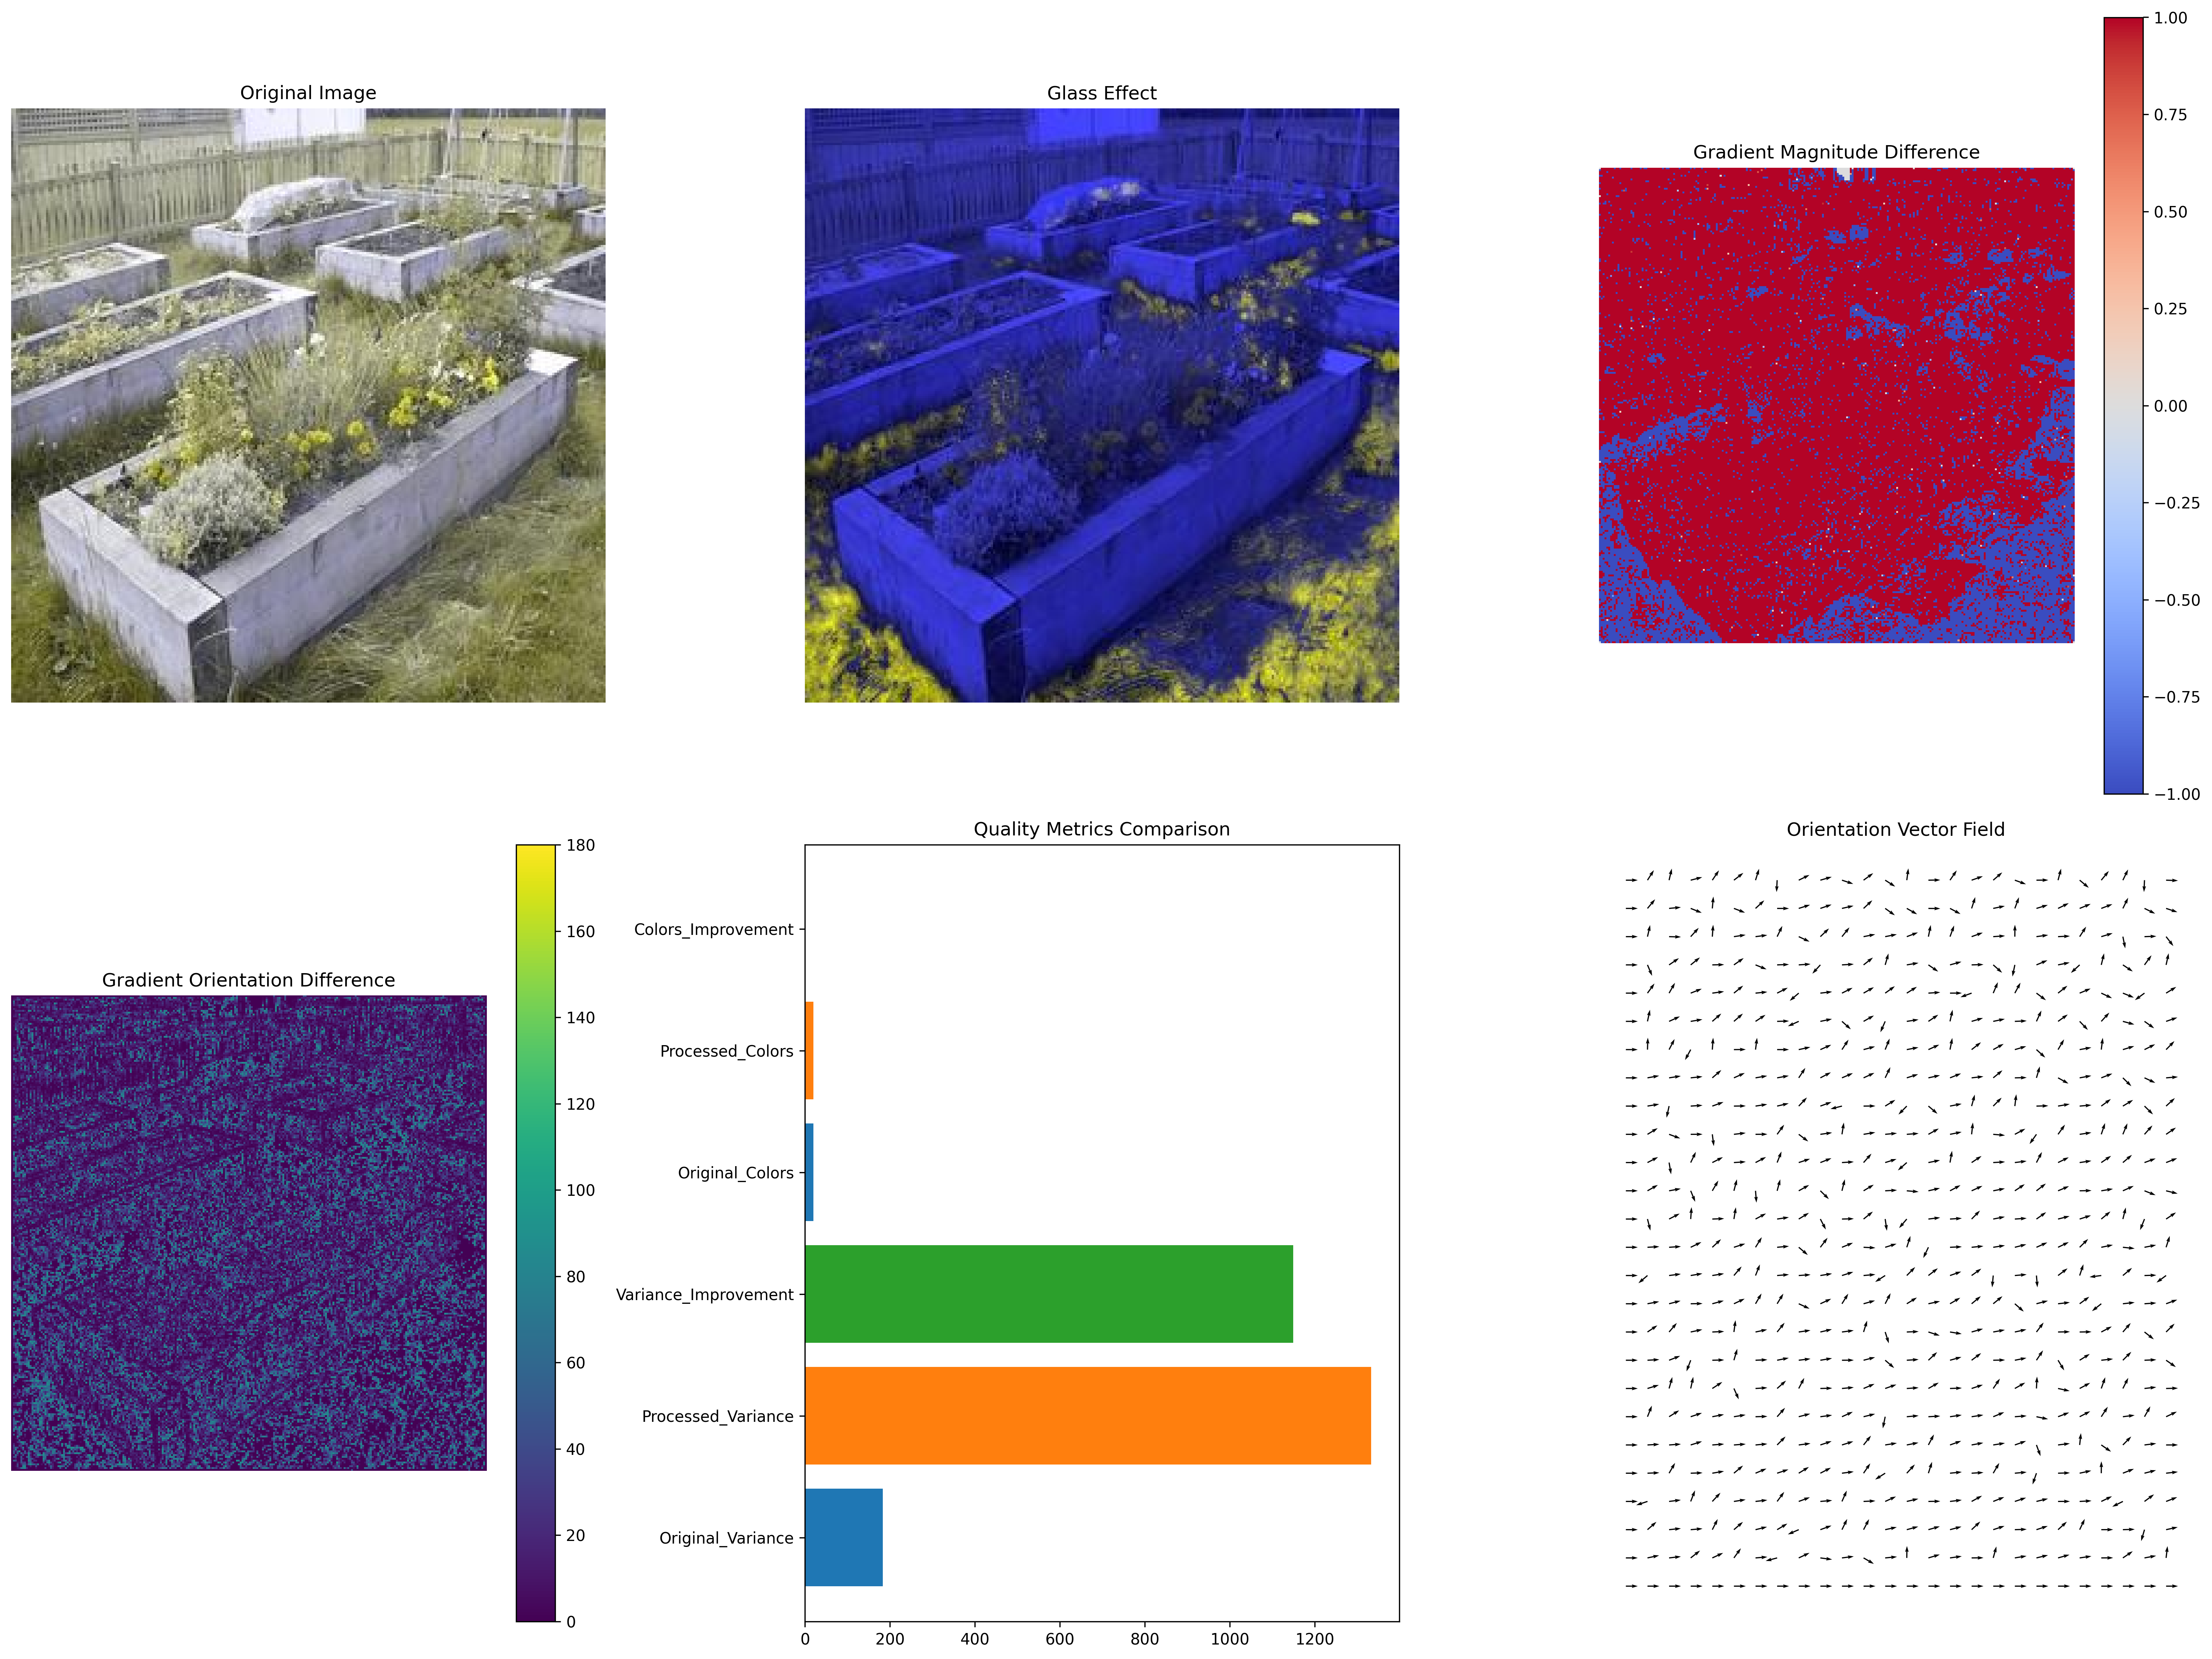 Original Image
Glass Effect
Gradient Magnitude Difference
1.00
0.75
0.50
0.25
0.00
−0.25
−0.50
−0.75
−1.00
Gradient Orientation Difference
180
160
140
120
100
80
60
40
20
0
Quality Metrics Comparison
Colors_Improvement
Processed_Colors
Original_Colors
Variance_Improvement
Processed_Variance
Original_Variance
0 200 400 600 800 1000 1200
Orientation Vector Field